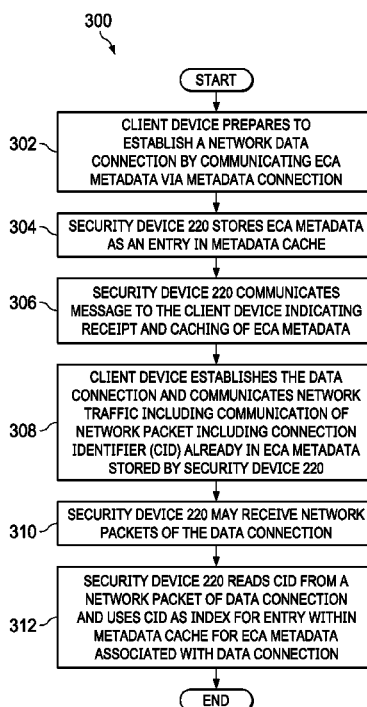 300
START
302
CLIENT DEVICE PREPARES TO
ESTABLISH A NETWORK DATA
CONNECTION BY COMMUNICATING ECA
METADATA VIA METADATA CONNECTION
304
SECURITY DEVICE 220 STORES ECA METADATA
AS AN ENTRY IN METADATA CACHE
306
SECURITY DEVICE 220 COMMUNICATES
MESSAGE TO THE CLIENT DEVICE INDICATING
RECEIPT AND CACHING OF ECA METADATA
308
CLIENT DEVICE ESTABLISHES THE DATA
CONNECTION AND COMMUNICATES NETWORK
TRAFFIC INCLUDING COMMUNICATION OF
NETWORK PACKET INCLUDING CONNECTION
IDENTIFIER (CID) ALREADY IN ECA METADATA
STORED BY SECURITY DEVICE 220
310
SECURITY DEVICE 220 MAY RECEIVE NETWORK
PACKETS OF THE DATA CONNECTION
312
SECURITY DEVICE 220 READS CID FROM A
NETWORK PACKET OF DATA CONNECTION
AND USES CID AS INDEX FOR ENTRY WITHIN
METADATA CACHE FOR ECA METADATA
ASSOCIATED WITH DATA CONNECTION
END